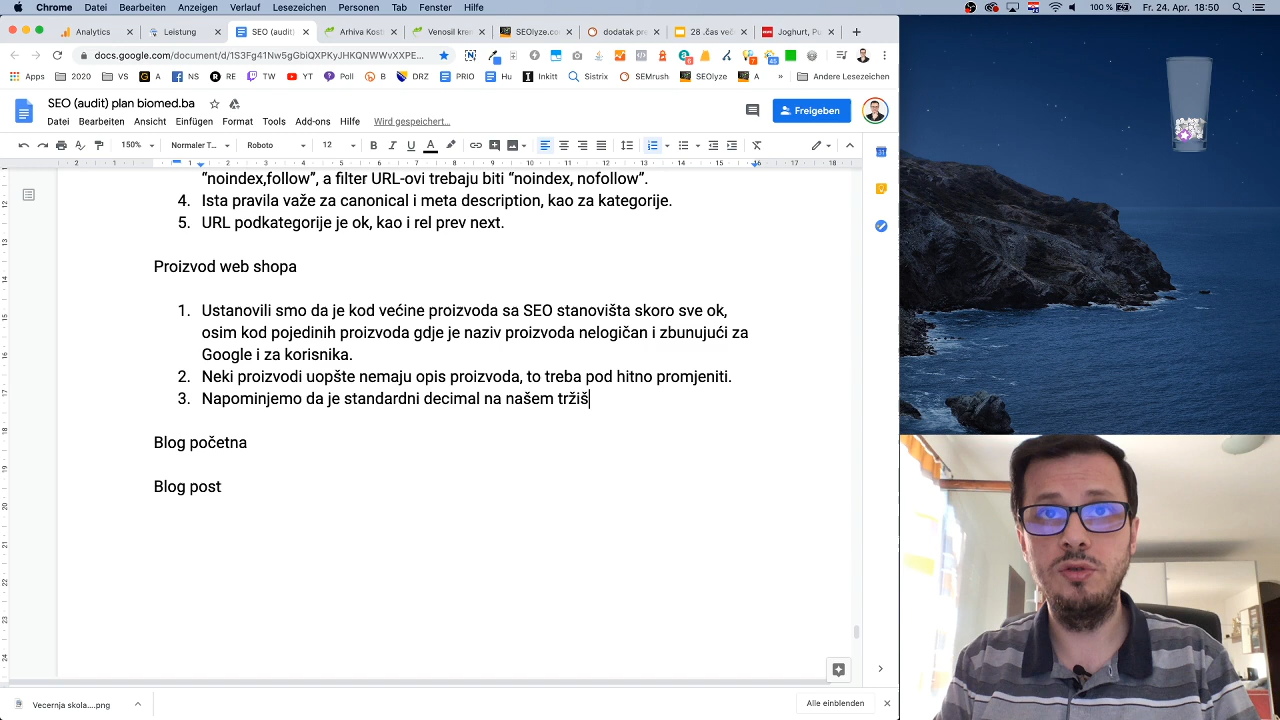 Chrome Datei Bearbeiten Anzeigen Verlauf Lesezeichen Personen Tab Fenster Hilfe 100 % Fr. 24. Apr. 18:50
Analytics Leistung SEO (audit) Arhiva Kost Venosil kren SEOlyze.co dodatak pre 28 .čas več Joghurt, Pu
docs.google.com/document/d/1S3Fg41Nw5gGbiQXPKyJHKQNWWvXXPE...
Apps 2020 VS A NS RE TW YT Poll B DRZ PRIO Hu Inkitt Sistrix SEMrush SEOlyze A » Andere Lesezeichen
SEO (audit) plan biomed.ba
Datei Bearbeiten Ansicht Einfügen Format Tools Add-ons Hilfe Wird gespeichert...
Freigeben
150% Normaler T... Roboto 12
“noindex,follow”, a filter URL-ovi trebaju biti “noindex, nofollow”.
4. Ista pravila važe za canonical i meta description, kao za kategorije.
5. URL podkategorije je ok, kao i rel prev next.
Proizvod web shopa
1. Ustanovili smo da je kod većine proizvoda sa SEO stanovišta skoro sve ok,
osim kod pojedinih proizvoda gdje je naziv proizvoda nelogičan i zbunujući za
Google i za korisnika.
2. Neki proizvodi uopšte nemaju opis proizvoda, to treba pod hitno promjeniti.
3. Napominjemo da je standardni decimal na našem tržiš
Blog početna
Blog post
Vecernja skola....png
Alle einblenden